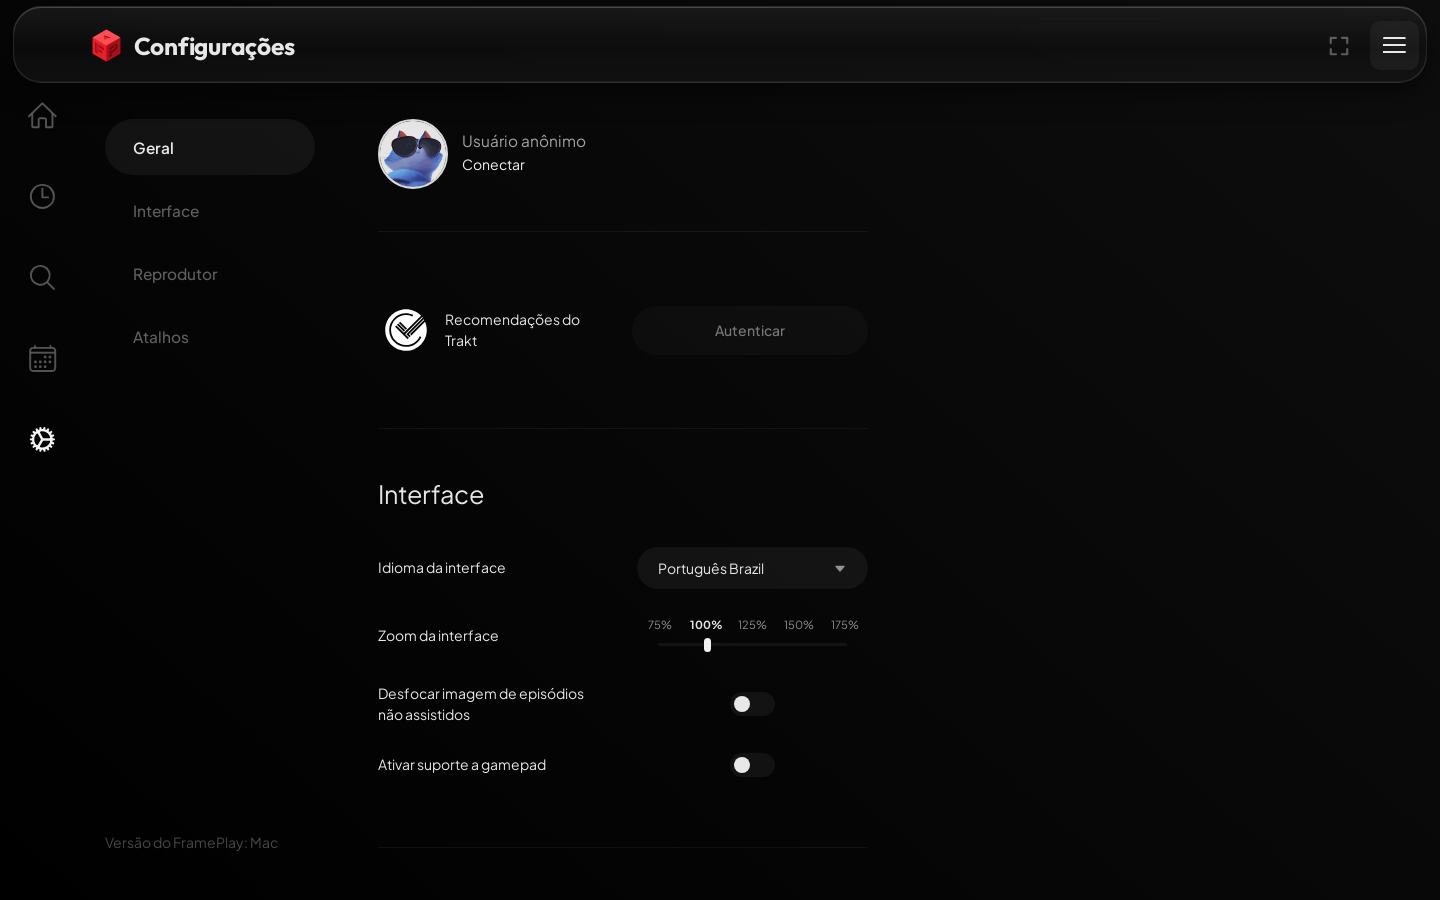 Configurações
Geral
Interface
Reprodutor
Atalhos
Versão do FramePlay: Mac
Usuário anônimo
Conectar
Recomendações do
Trakt
Autenticar
Interface
Idioma da interface
Português Brazil
Zoom da interface
75% 100% 125% 150% 175%
Desfocar imagem de episódios
não assistidos
Ativar suporte a gamepad